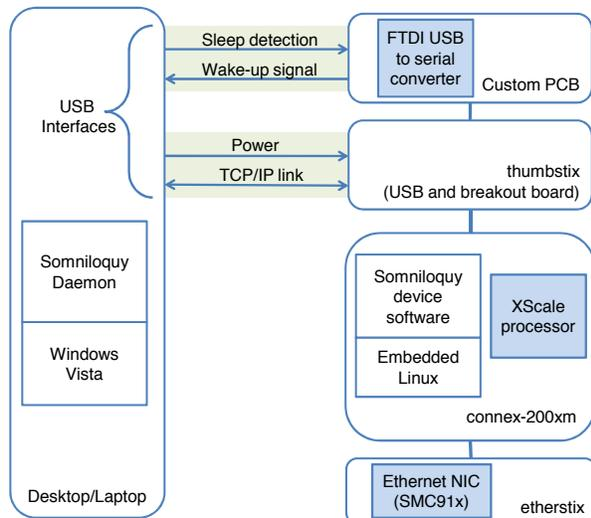 USB
Interfaces
Somniloquy
Daemon
Windows
Vista
Desktop/Laptop
Sleep detection
Wake-up signal
Power
TCP/IP link
FTDI USB
to serial
converter
Custom PCB
thumbstix
(USB and breakout board)
Somniloquy
device
software
Embedded
Linux
XScale
processor
connex-200xm
Ethernet NIC
(SMC91x)
etherstix